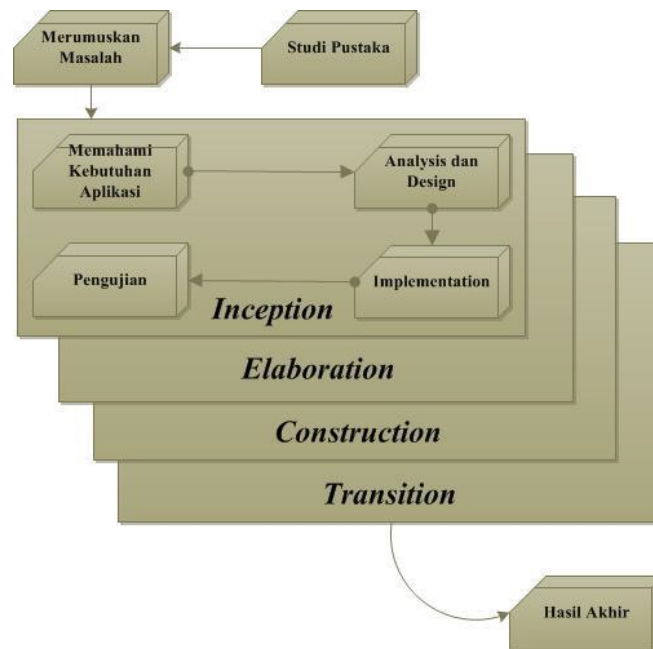 Merumuskan
Masalah
Studi Pustaka
Memahami
Kebutuhan
Aplikasi
Analysis dan
Design
Pengujian
Implementation
Inception
Elaboration
Construction
Transition
Hasil Akhir